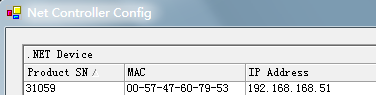 Net Controller Config
.NET Device
Product SN / MAC IP Address
31059 00-57-47-60-79-53 192.168.168.51